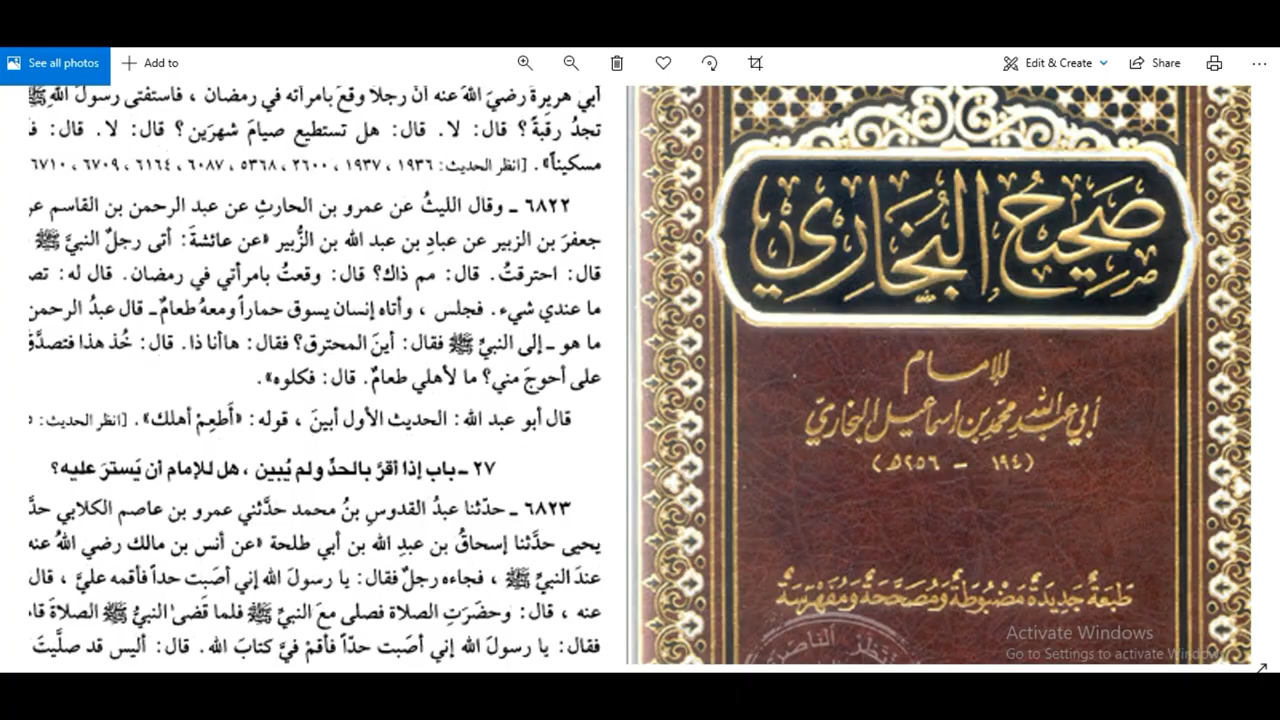 See all photos
Add to
Edit & Create
Share
أبي هريرة رضيَ اللهُ عنه أنّ رجلاً وقعَ بامرأته في رمضان ، فاستفتى رسولَ اللهِ ﷺ
تجدُ رقبةً؟ قال: لا. قال: هل تستطيع صيامَ شهرَين؟ قال: لا. قال:
مسكيناً». [انظر الحديث: ١٩٣٦ ، ١٩٣٧ ، ٢٦٠٠ ، ٥٣٦٨ ، ٦٠٨٧ ، ٦١٦٤ ، ٦٧٠٩ ، ٦٧١٠
٦٨٢٢ ـ وقال الليثُ عن عمرو بن الحارثِ عن عبد الرحمن بن القاسم عن
جعفرَ بن الزبير عن عبادِ بن عبد الله بن الزُّبير «عن عائشةَ: أتى رجلٌ النبيَّ ﷺ
قال: احترقتُ. قال: مم ذاك؟ قال: وقعتُ بامرأتي في رمضان. قال له:
ما عندي شيء. فجلس ، وأتاه إنسان يسوق حماراً ومعهُ طعامٌ ـ قال عبدُ الرحمن
ما هو ـ إلى النبيِّ ﷺ فقال: أينَ المحترق؟ فقال: هاأنا ذا. قال: خُذ هذا فتصدَّق
على أحوجَ مني؟ ما لأهلي طعامٌ. قال: فكلوه».
قال أبو عبد الله: الحديث الأول أبينَ ، قوله: «أَطعِمْ أهلك». [انظر الحديث:
٢٧ ـ باب إذا أقرَّ بالحدِّ ولم يُبين ، هل للإمام أن يَسترَ عليه؟
٦٨٢٣ ـ حدّثنا عبدُ القدوسِ بنُ محمد حدَّثني عمرو بن عاصم الكلابي
يحيى حدَّثنا إسحاقُ بن عبدِ الله بن أبي طلحة «عن أنس بن مالك رضي اللهُ عنه
عندَ النبيِّ ﷺ ، فجاءه رجلٌ فقال: يا رسولَ الله إني أصَبت حداً فأقمه عليَّ ، قال
عنه ، قال: وحضَرَتِ الصلاة فصلى معَ النبيِّ ﷺ فلما قضىٰ النبيُّ ﷺ الصلاةَ
فقال: يا رسولَ الله إني أصَبت حدّاً فأقمْ فيَّ كتابَ الله. قال: أليس قد صلَّيتَ
صَحِيحُ البُخَارِي
للإمام
أبي عبد الله محمد بن إسماعيل البخاري
(١٩٤ - ٢٥٦هـ)
طَبعَةٌ جَدِيدَةٌ مَضبُوطَةٌ وَمُصَحَّحَةٌ وَمُفَهرَسَةٌ
Activate Windows
Go to Settings to activate Windows